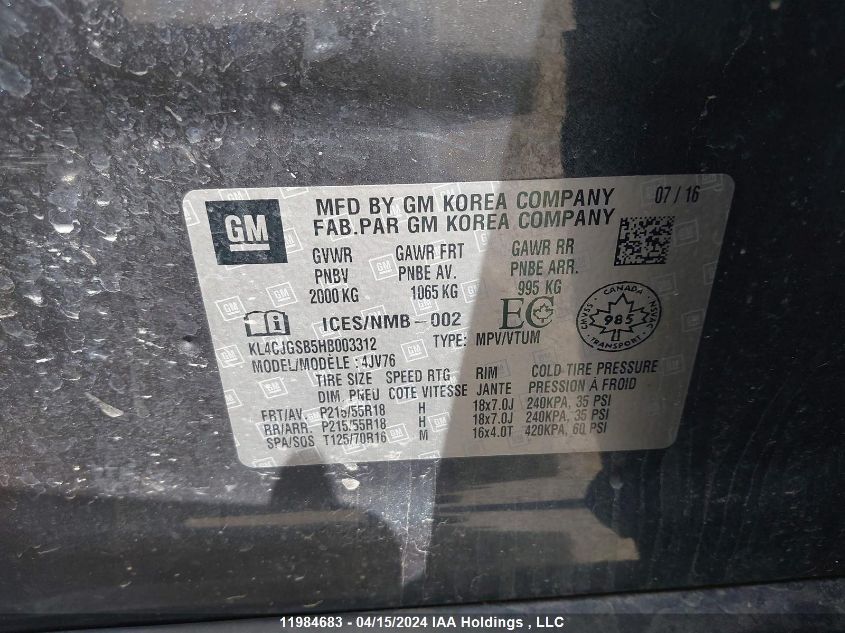 GM
MFD BY GM KOREA COMPANY 07 / 16
FAB.PAR GM KOREA COMPANY
GVWR GAWR FRT GAWR RR
PNBV PNBE AV. PNBE ARR.
2000 KG 1065 KG 995 KG
ICES/NMB-002 EC
CANADA
CMVSS 985 NSVAC
TRANSPORT
KL4CJGSB5HB003312 TYPE: MPV/VTUM
MODEL/MODÈLE : 4JV76
TIRE SIZE SPEED RTG RIM COLD TIRE PRESSURE
DIM. PNEU COTE VITESSE JANTE PRESSION À FROID
FRT/AV. P215/55R18 H 18x7.0J 240KPA, 35 PSI
RR/ARR. P215/55R18 H 18x7.0J 240KPA, 35 PSI
SPA/SOS T125/70R16 M 16x4.0T 420KPA, 60 PSI
11984683 - 04/15/2024 IAA Holdings , LLC